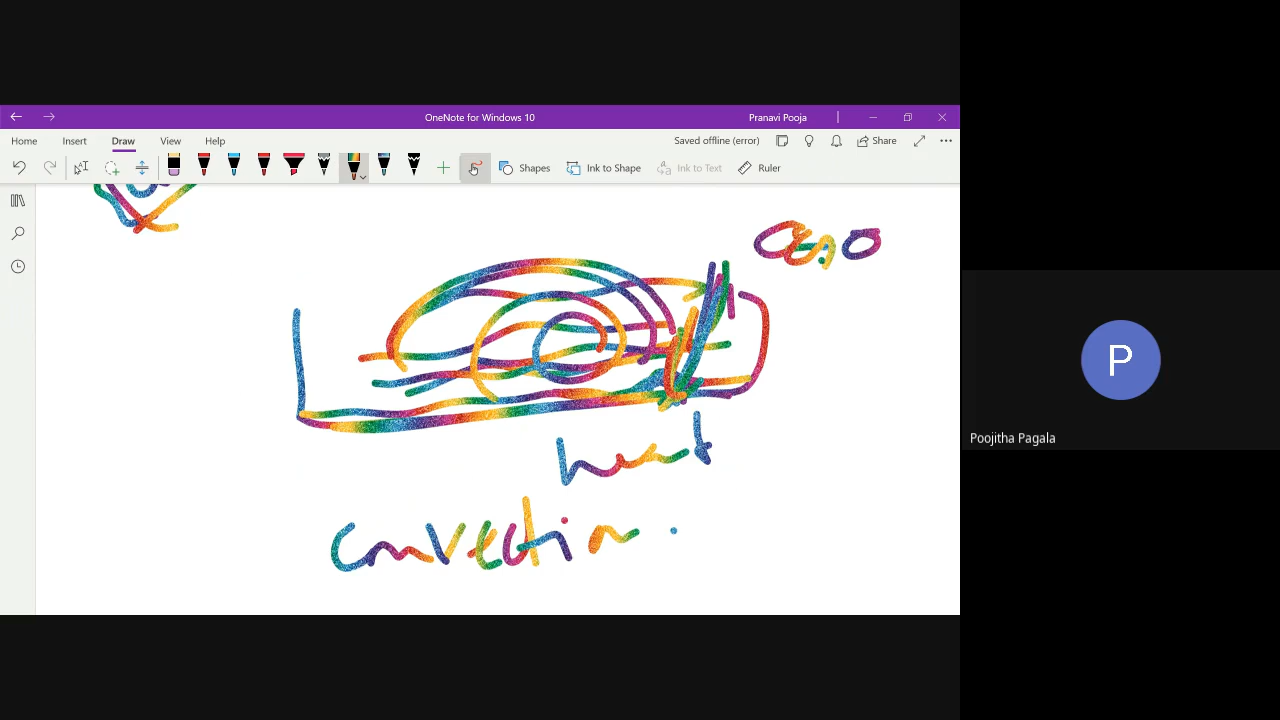 OneNote for Windows 10
Pranavi Pooja
Home Insert Draw View Help
Saved offline (error) Share
Shapes Ink to Shape Ink to Text Ruler
heat
convection.
P
Poojitha Pagala